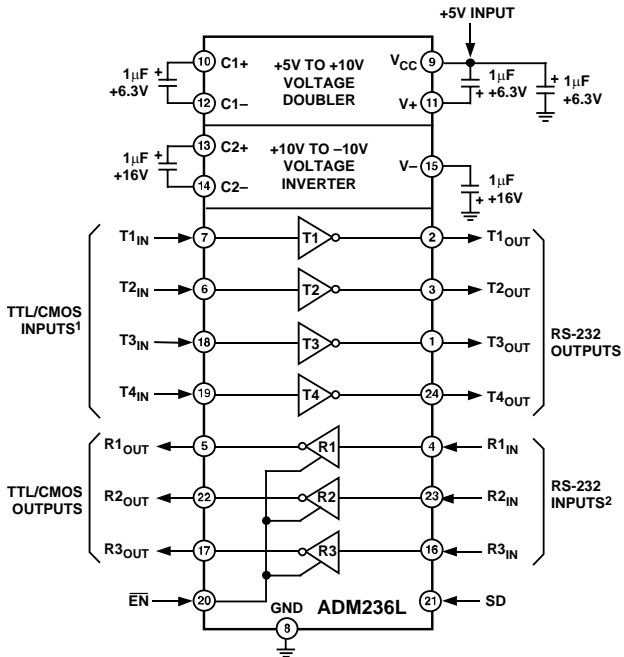 +5V INPUT
1μF
+6.3V
+
10
C1+
12
C1–
+5V TO +10V
VOLTAGE
DOUBLER
VCC
9
V+
11
1μF
+ +6.3V
+
1μF
+6.3V
1μF
+16V
+
13
C2+
14
C2–
+10V TO –10V
VOLTAGE
INVERTER
V–
15
1μF
+ +16V
TTL/CMOS
INPUTS1
T1IN
7
T1
2
T1OUT
T2IN
6
T2
3
T2OUT
T3IN
18
T3
1
T3OUT
T4IN
19
T4
24
T4OUT
RS-232
OUTPUTS
TTL/CMOS
OUTPUTS
R1OUT
5
R1
4
R1IN
R2OUT
22
R2
23
R2IN
R3OUT
17
R3
16
R3IN
RS-232
INPUTS2
EN
20
GND
8
ADM236L
21
SD